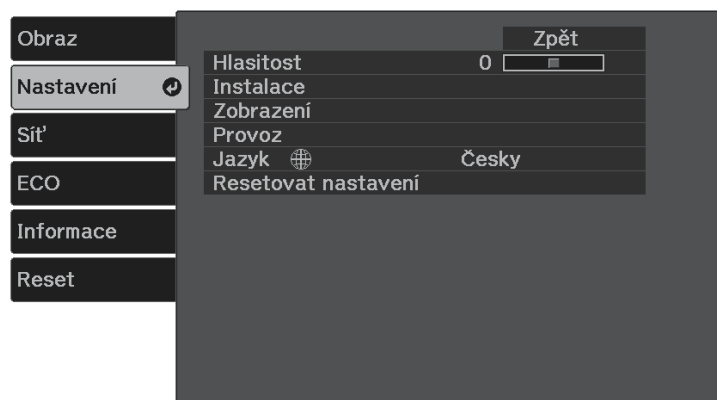 Obraz
Nastavení
Síť
ECO
Informace
Reset
Zpět
Hlasitost 0
Instalace
Zobrazení
Provoz
Jazyk Česky
Resetovat nastavení